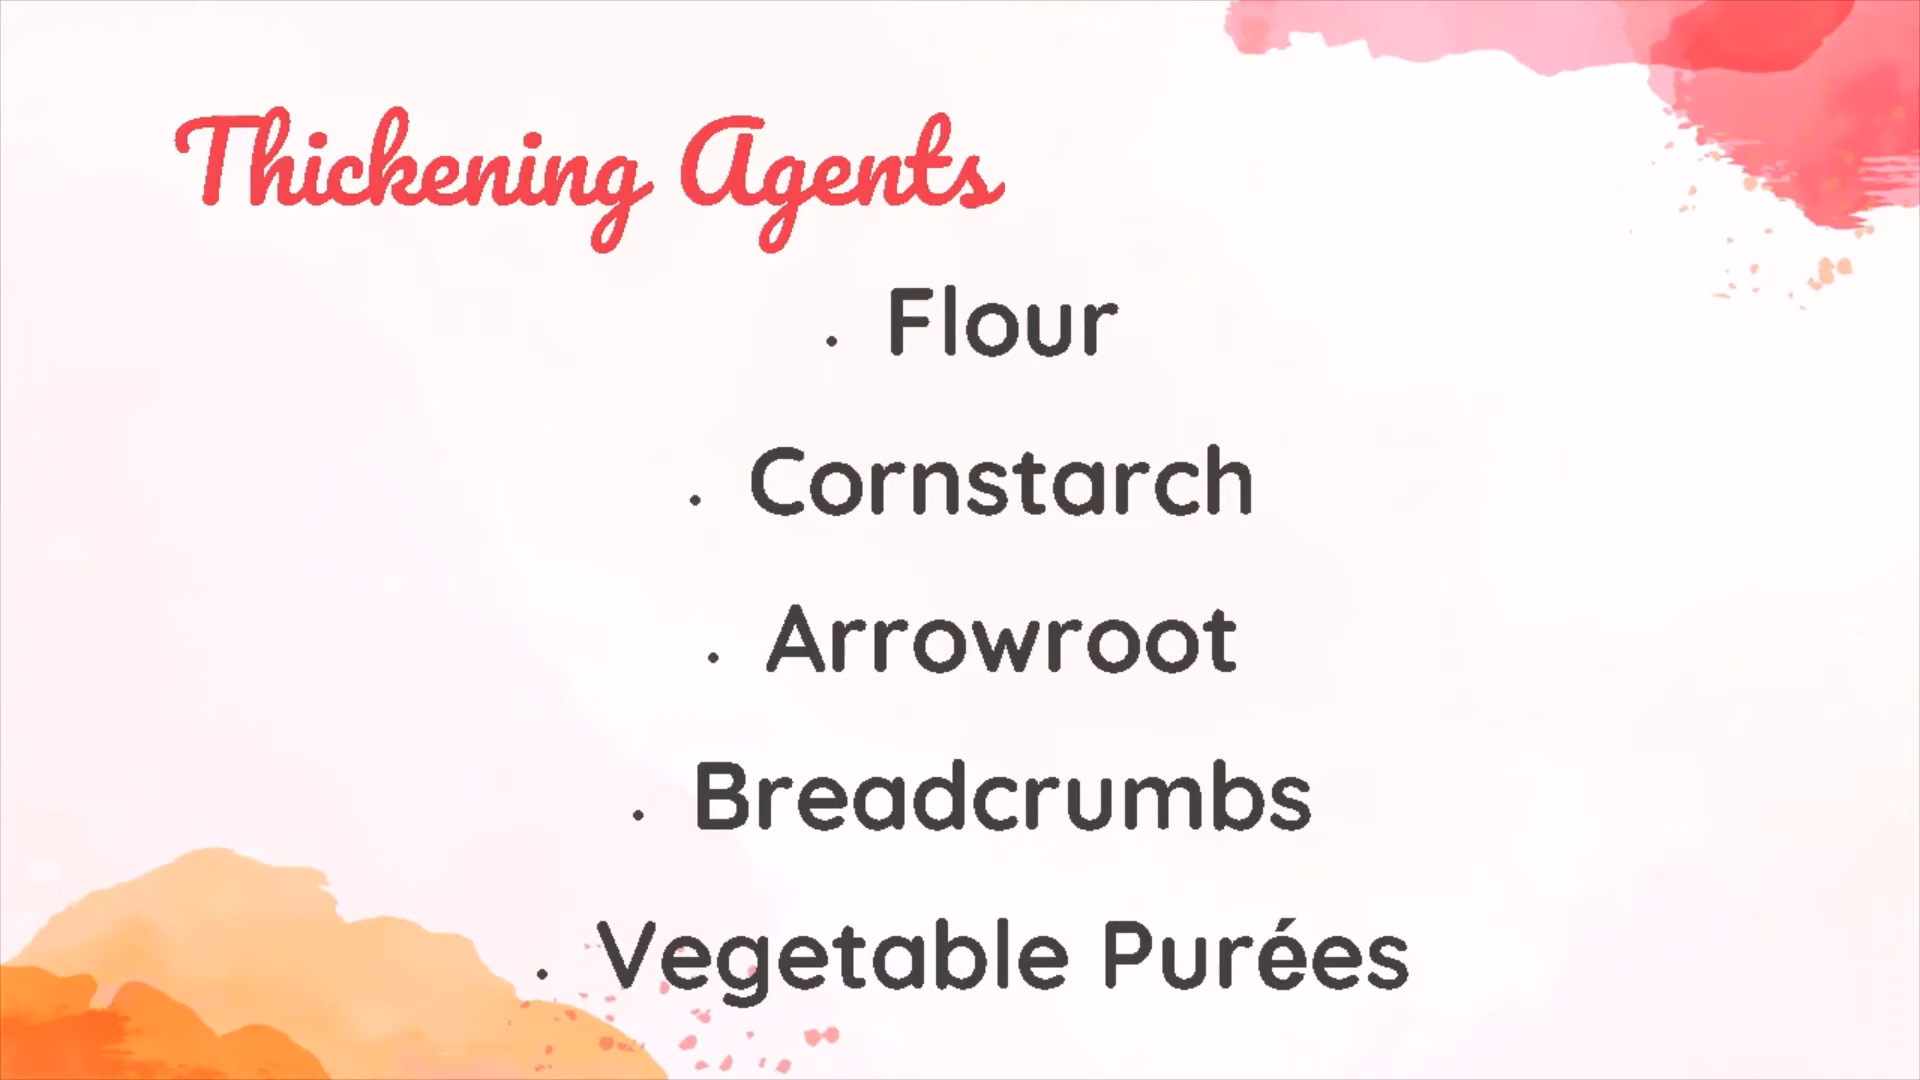 Thickening Agents
• Flour
• Cornstarch
• Arrowroot
• Breadcrumbs
• Vegetable Purées